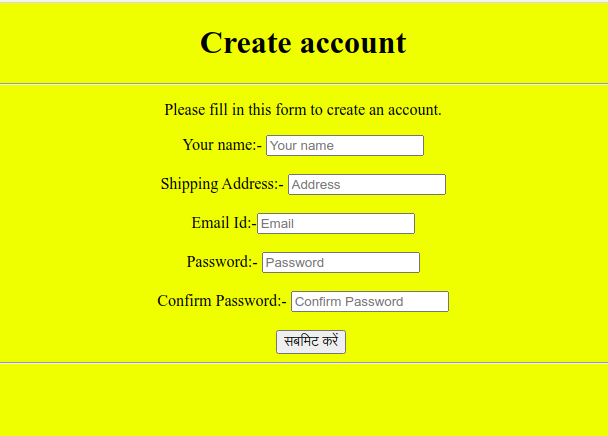 Create account
Please fill in this form to create an account.
Your name:- Your name
Shipping Address:- Address
Email Id:- Email
Password:- Password
Confirm Password:- Confirm Password
सबमिट करें